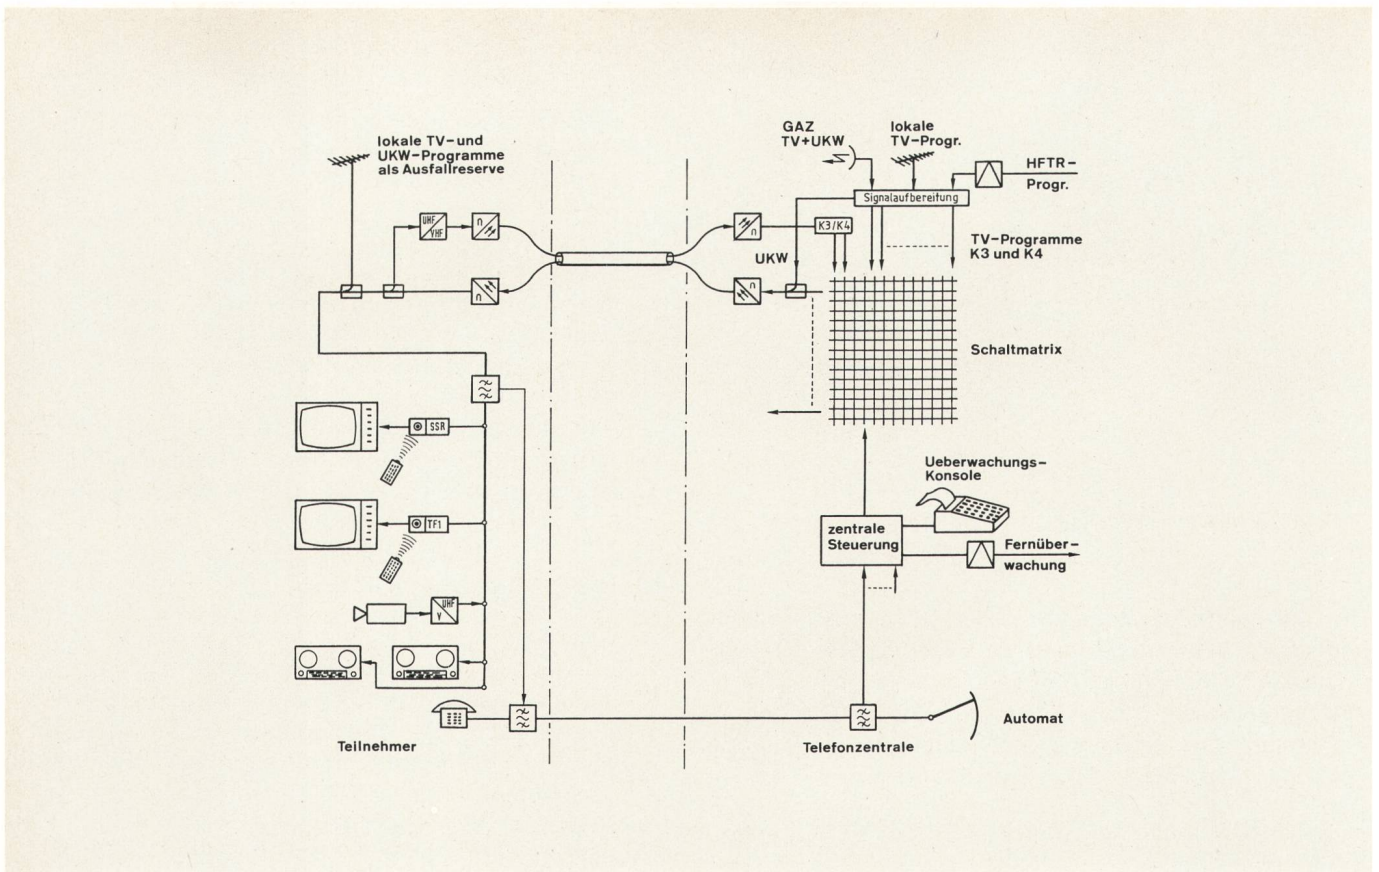 lokale TV-und
UKW-Programme
als Ausfallreserve
GAZ
TV+UKW
lokale
TV-Progr.
HFTR-
Progr.
Signalaufbereitung
UHF
VHF
n
n
n
K3/K4
TV-Programme
K3 und K4
UKW
n
Schaltmatrix
SSR
TF1
Ueberwachungs-
Konsole
zentrale
Steuerung
Fernüber-
wachung
UHF
V
Automat
Teilnehmer
Telefonzentrale